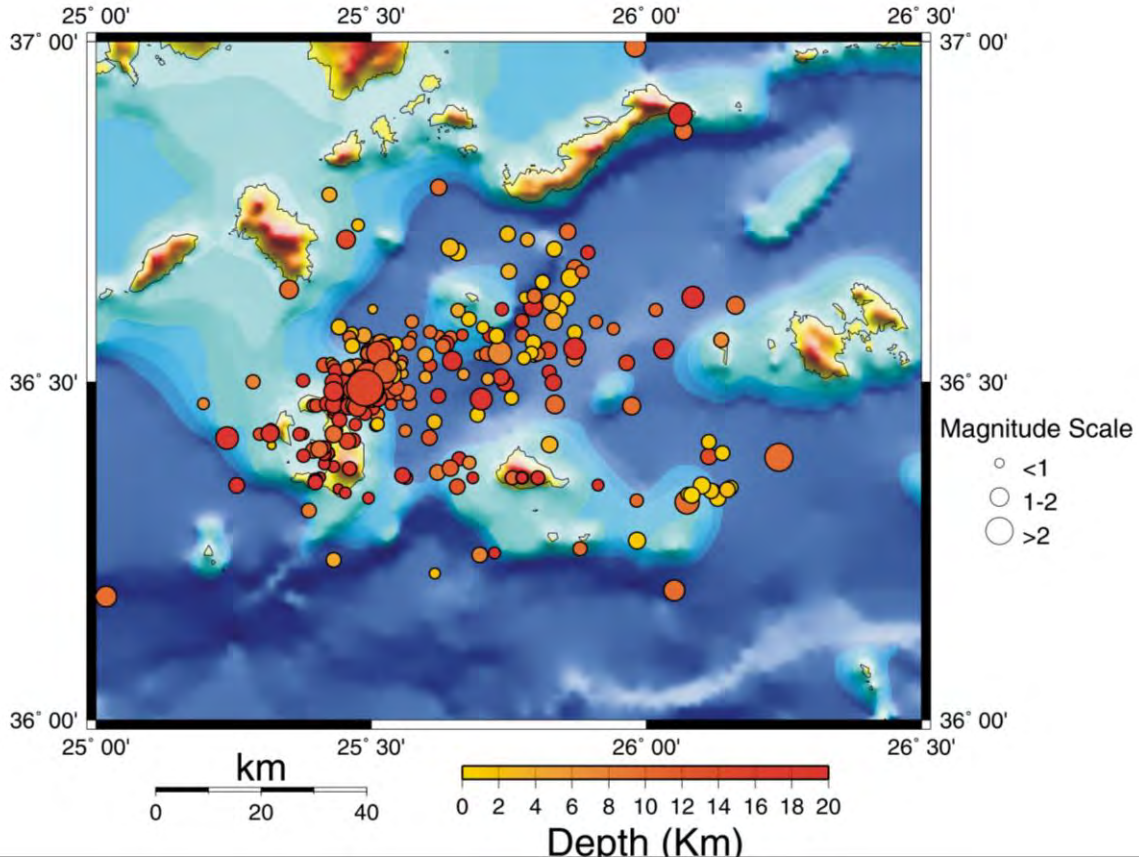 25° 00' 25° 30' 26° 00' 26° 30'
37° 00' 37° 00'
36° 30' 36° 30'
Magnitude Scale
<1
1-2
>2
36° 00' 36° 00'
25° 00' 25° 30' 26° 00' 26° 30'
km
0 20 40
0 2 4 6 8 10 12 14 16 18 20
Depth (Km)